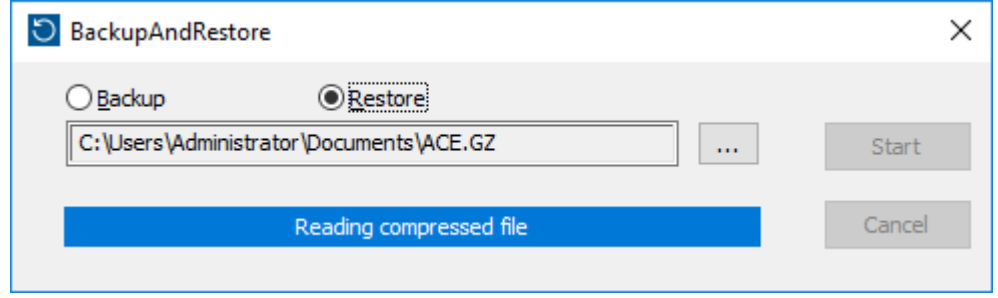 BackupAndRestore
Backup Restore
C:\Users\Administrator\Documents\ACE.GZ ... Start
Reading compressed file Cancel